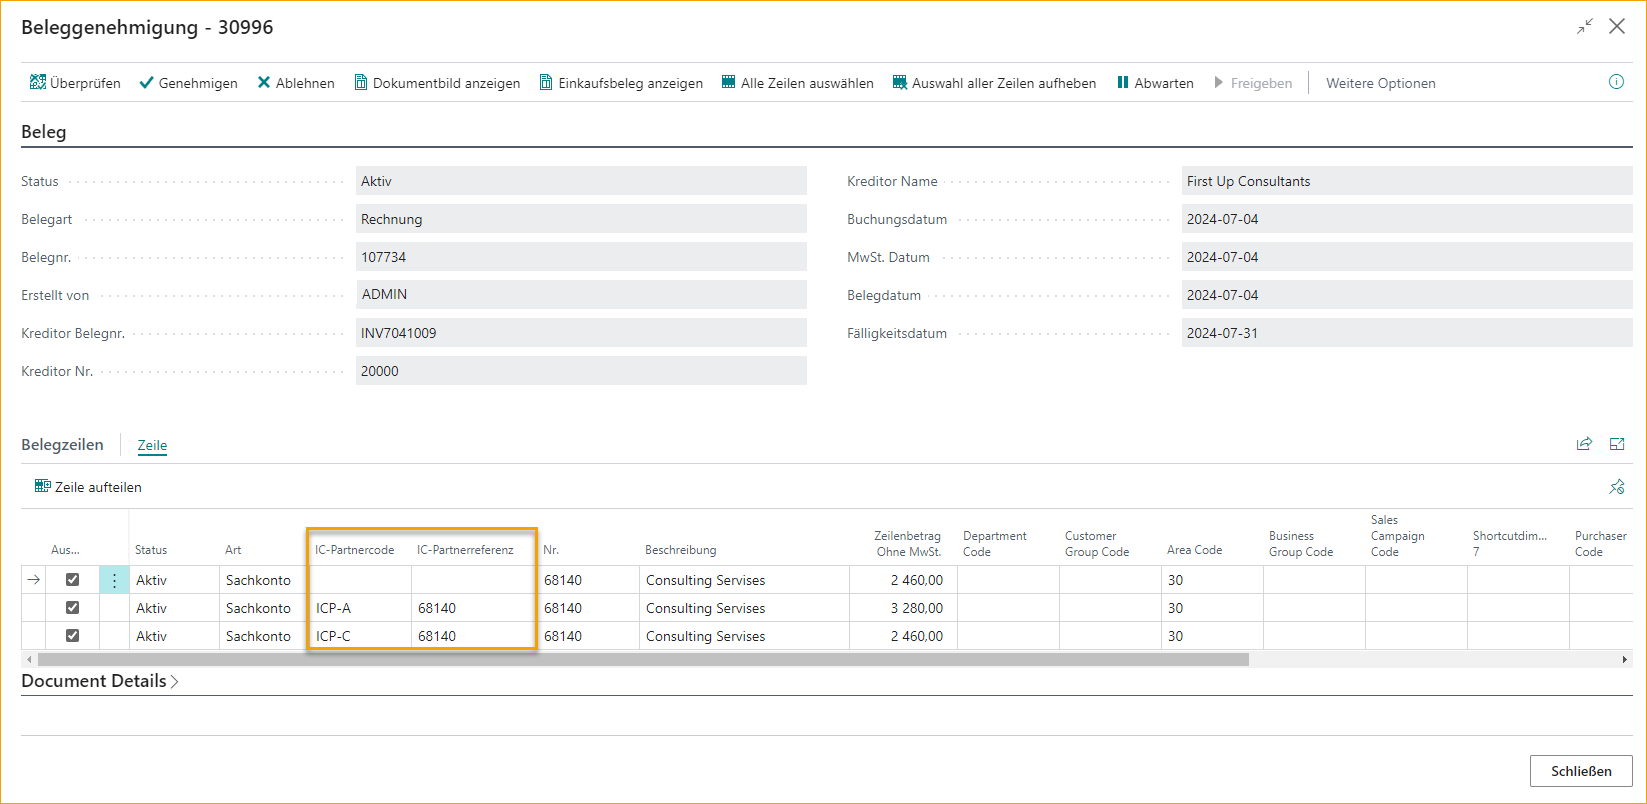 Beleggenehmigung - 30996
Überprüfen Genehmigen Ablehnen Dokumentbild anzeigen Einkaufsbeleg anzeigen Alle Zeilen auswählen Auswahl aller Zeilen aufheben Abwarten Freigeben Weitere Optionen
Beleg
Status Aktiv
Belegart Rechnung
Belegnr. 107734
Erstellt von ADMIN
Kreditor Belegnr. INV7041009
Kreditor Nr. 20000
Kreditor Name First Up Consultants
Buchungsdatum 2024-07-04
MwSt. Datum 2024-07-04
Belegdatum 2024-07-04
Fälligkeitsdatum 2024-07-31
Belegzeilen Zeile
Zeile aufteilen
Aus... Status Art IC-Partnercode IC-Partnerreferenz Nr. Beschreibung Zeilenbetrag Ohne MwSt. Department Code Customer Group Code Area Code Business Group Code Sales Campaign Code Shortcutdim... 7 Purchaser Code
Aktiv Sachkonto 68140 Consulting Servises 2 460,00 30
Aktiv Sachkonto ICP-A 68140 68140 Consulting Servises 3 280,00 30
Aktiv Sachkonto ICP-C 68140 68140 Consulting Servises 2 460,00 30
Document Details
Schließen